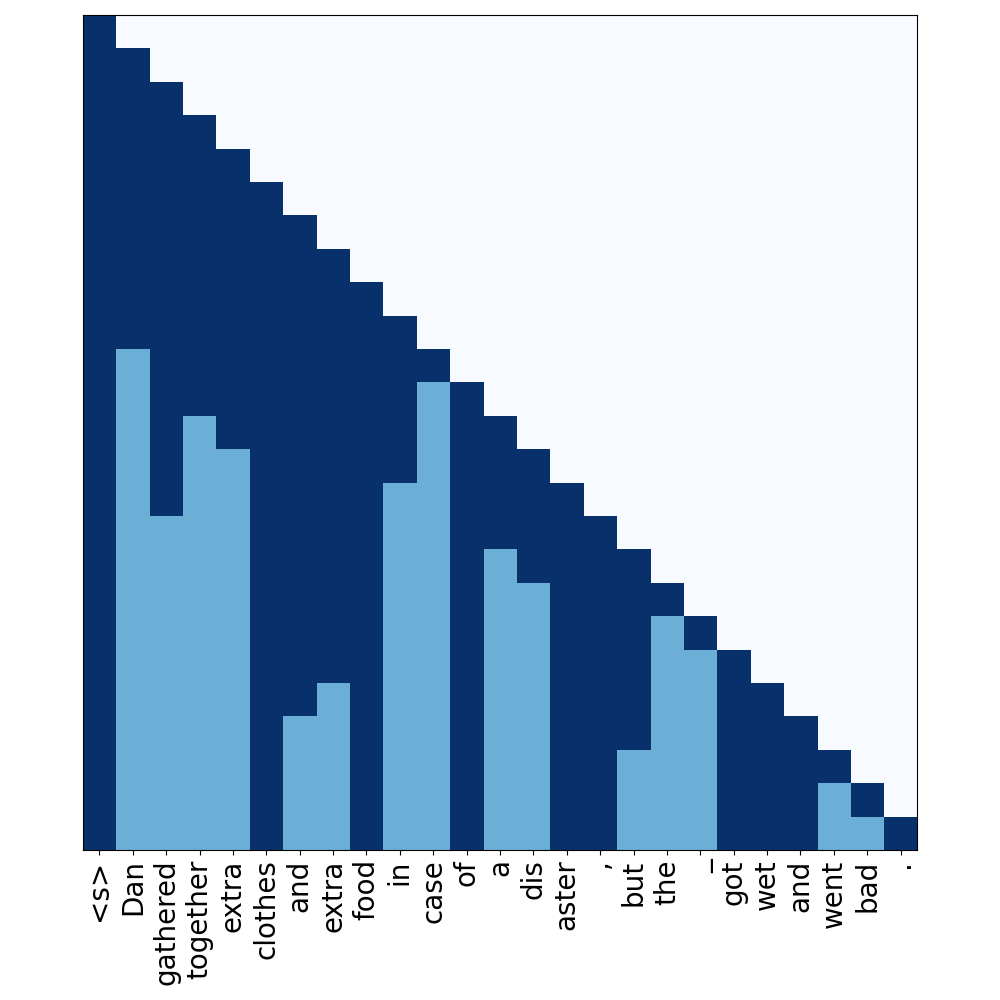 <s> Dan gathered together extra clothes and extra food in case of a dis aster , but the _ got wet and went bad .